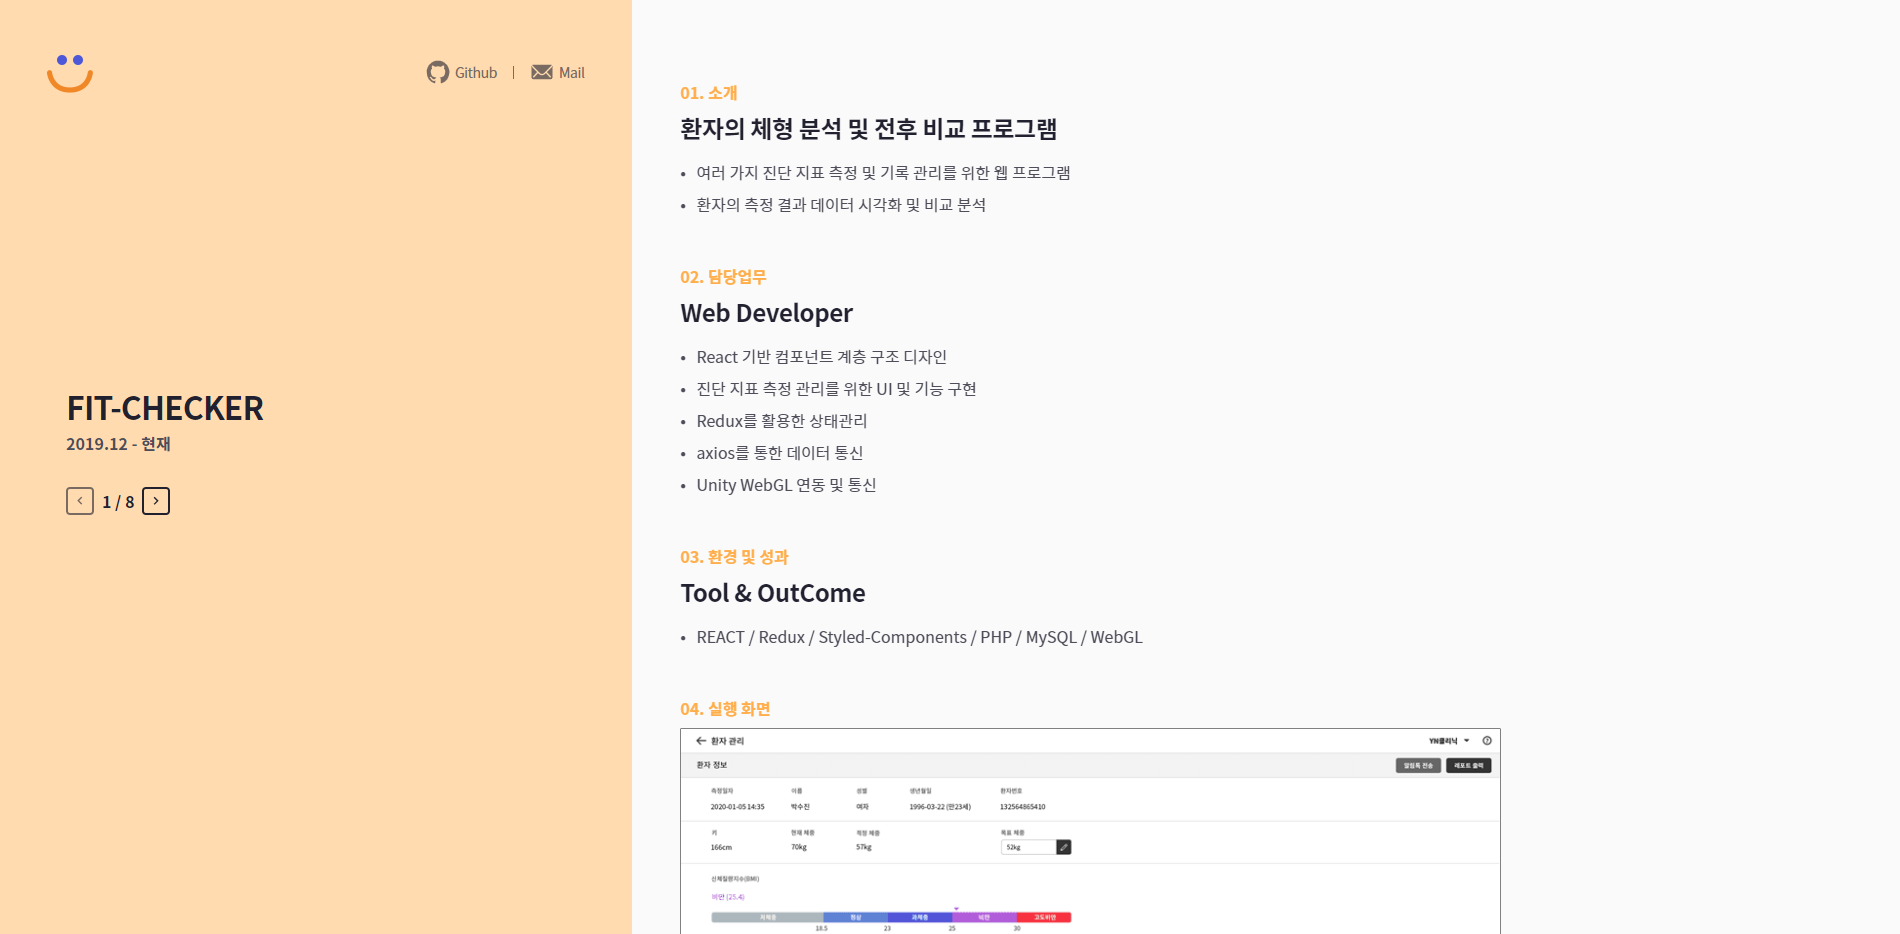 Github
Mail
FIT-CHECKER
2019.12 - 현재
1 / 8
01. 소개
환자의 체형 분석 및 전후 비교 프로그램
• 여러 가지 진단 지표 측정 및 기록 관리를 위한 웹 프로그램
• 환자의 측정 결과 데이터 시각화 및 비교 분석
02. 담당업무
Web Developer
• React 기반 컴포넌트 계층 구조 디자인
• 진단 지표 측정 관리를 위한 UI 및 기능 구현
• Redux를 활용한 상태관리
• axios를 통한 데이터 통신
• Unity WebGL 연동 및 통신
03. 환경 및 성과
Tool & OutCome
• REACT / Redux / Styled-Components / PHP / MySQL / WebGL
04. 실행 화면
환자 관리 YN클리닉
환자 정보 알림톡 전송 레포트 출력
측정일자 이름 성별 생년월일 환자번호
2020-01-05 14:35 박수진 여자 1996-03-22 (만23세) 132564865410
키 현재 체중 적정 체중 목표 체중
166cm 70kg 57kg 52kg
신체질량지수(BMI)
비만 (25.4)
저체중 정상 과체중 비만 고도비만
18.5 23 25 30